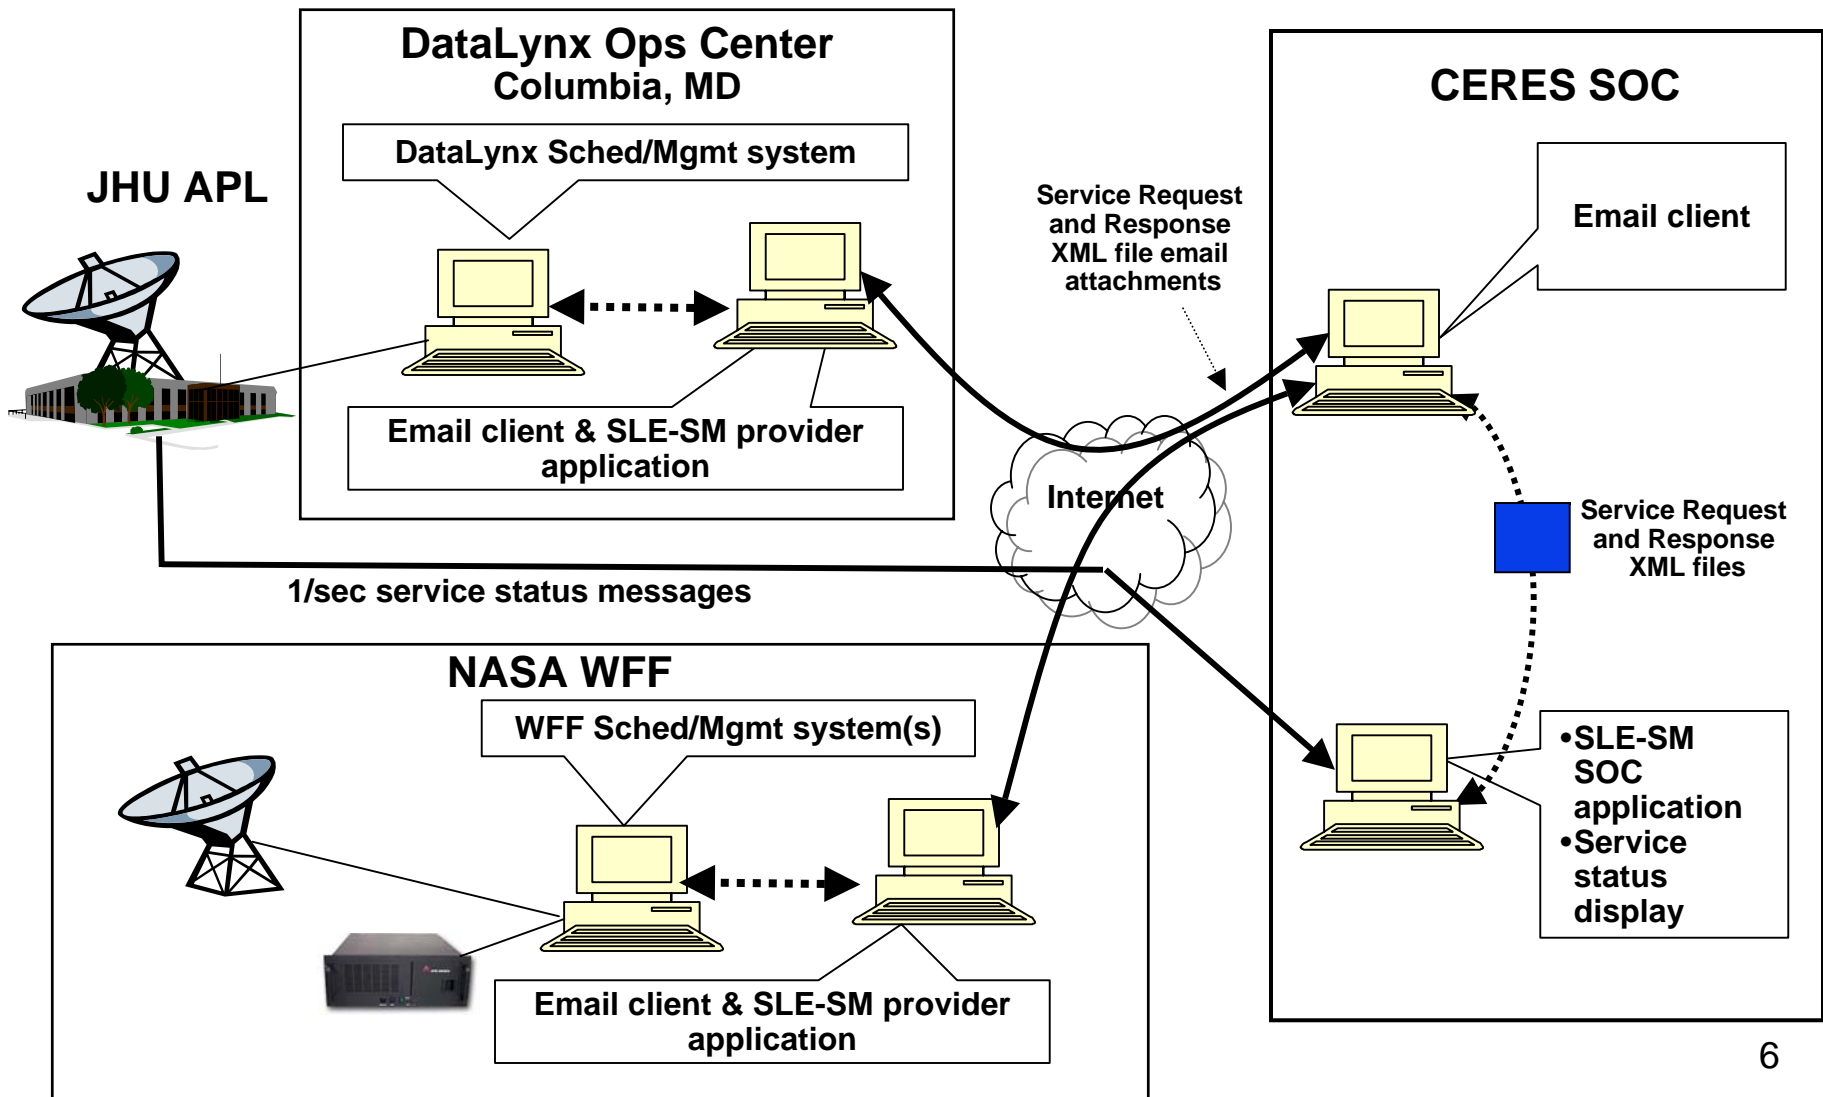 DataLynx Ops Center
Columbia, MD
DataLynx Sched/Mgmt system
JHU APL
Email client & SLE-SM provider
application
1/sec service status messages
Service Request
and Response
XML file email
attachments
Internet
CERES SOC
Email client
Service Request
and Response
XML files
•SLE-SM
SOC
application
•Service
status
display
NASA WFF
WFF Sched/Mgmt system(s)
Email client & SLE-SM provider
application
6